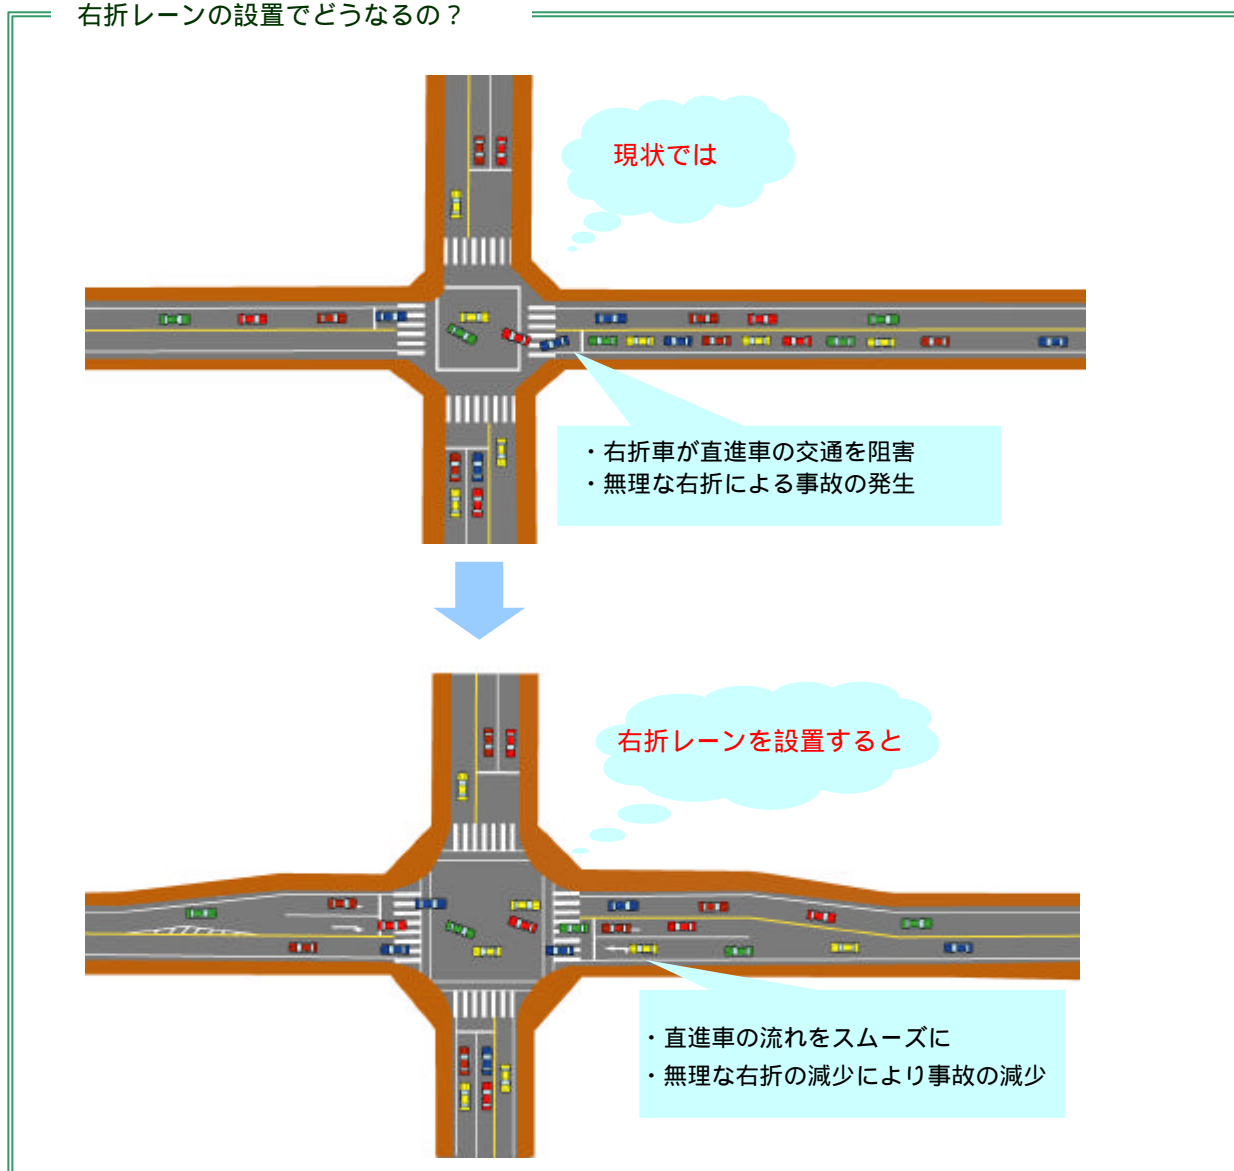 右折レーンの設置でどうなるの？
現状では
・右折車が直進車の交通を阻害
・無理な右折による事故の発生
右折レーンを設置すると
・直進車の流れをスムーズに
・無理な右折の減少により事故の減少